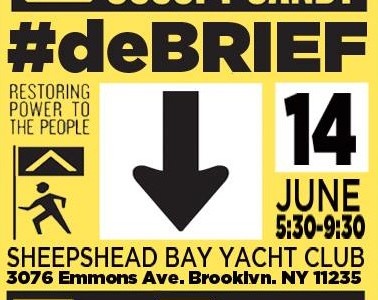 #deBRIEF
RESTORING
POWER TO
THE PEOPLE
14
JUNE
5:30-9:30
SHEEPSHEAD BAY YACHT CLUB
3076 Emmons Ave. Brooklyn, NY 11235